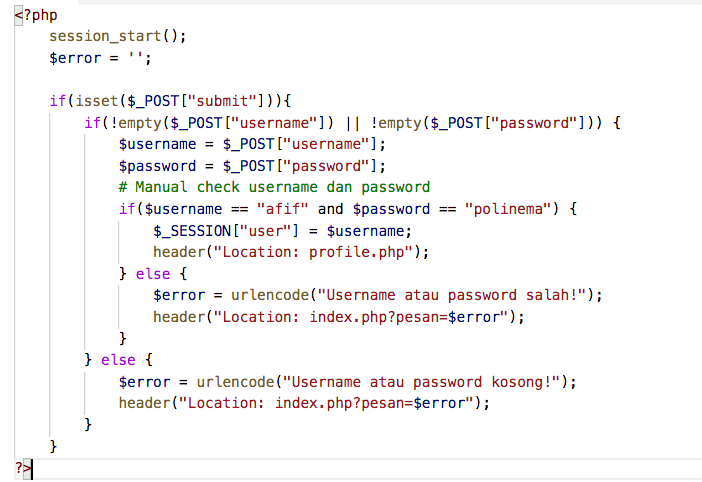 <?php
session_start();
$error = '';
if(isset($_POST["submit"])){
if(!empty($_POST["username"]) || !empty($_POST["password"])) {
$username = $_POST["username"];
$password = $_POST["password"];
# Manual check username dan password
if($username == "afif" and $password == "polinema") {
$_SESSION["user"] = $username;
header("Location: profile.php");
} else {
$error = urlencode("Username atau password salah!");
header("Location: index.php?pesan=$error");
}
} else {
$error = urlencode("Username atau password kosong!");
header("Location: index.php?pesan=$error");
}
}
?>